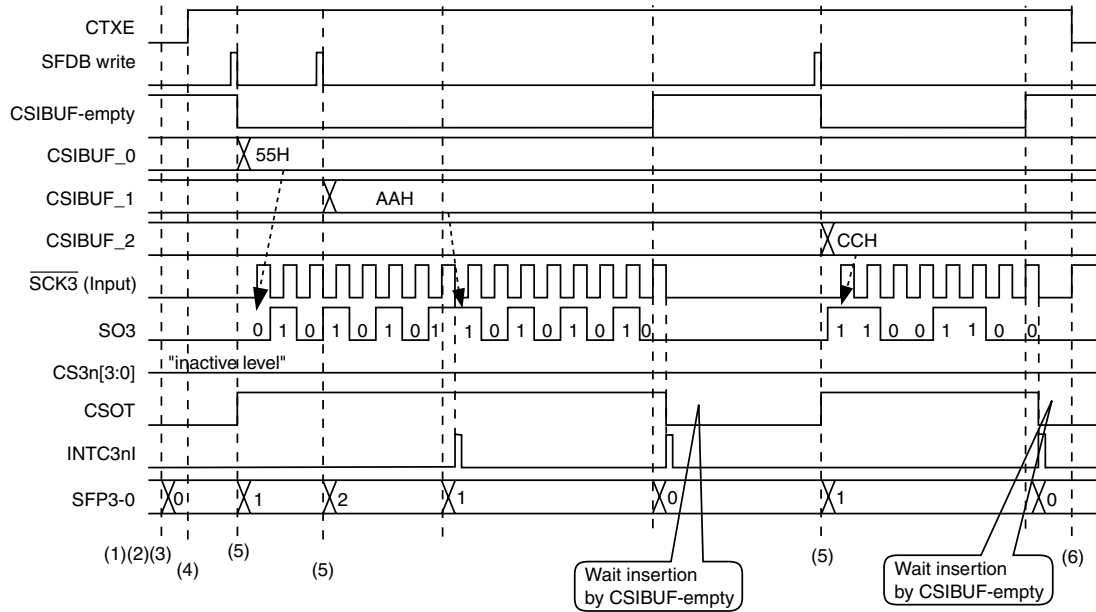 CTXE
SFDB write
CSIBUF-empty
CSIBUF_0 55H
CSIBUF_1 AAH
CSIBUF_2 CCH
SCK3 (Input)
SO3 0 1 0 1 0 1 0 1 1 0 1 0 1 0 1 0 1 1 0 0 1 1 0 0
"inactive level"
CS3n[3:0]
CSOT
INTC3nI
SFP3-0 0 1 2 1 0 1 0
(1)(2)(3) (4) (5) (5) (5) (6)
Wait insertion
by CSIBUF-empty
Wait insertion
by CSIBUF-empty